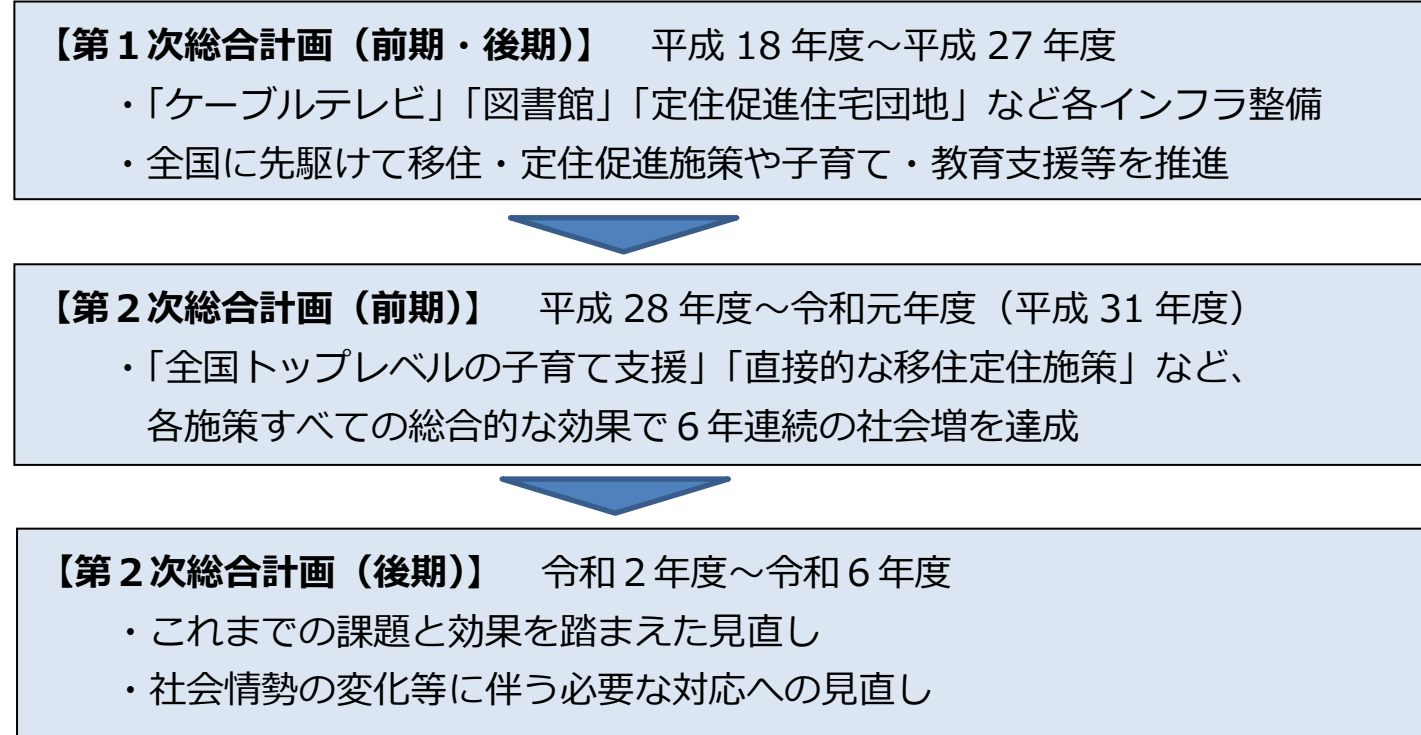 【第１次総合計画（前期・後期）】　平成 18 年度～平成 27 年度
・「ケーブルテレビ」「図書館」「定住促進住宅団地」など各インフラ整備
・全国に先駆けて移住・定住促進施策や子育て・教育支援等を推進
【第２次総合計画（前期）】　平成 28 年度～令和元年度（平成 31 年度）
・「全国トップレベルの子育て支援」「直接的な移住定住施策」など、
各施策すべての総合的な効果で６年連続の社会増を達成
【第２次総合計画（後期）】　令和２年度～令和６年度
・これまでの課題と効果を踏まえた見直し
・社会情勢の変化等に伴う必要な対応への見直し